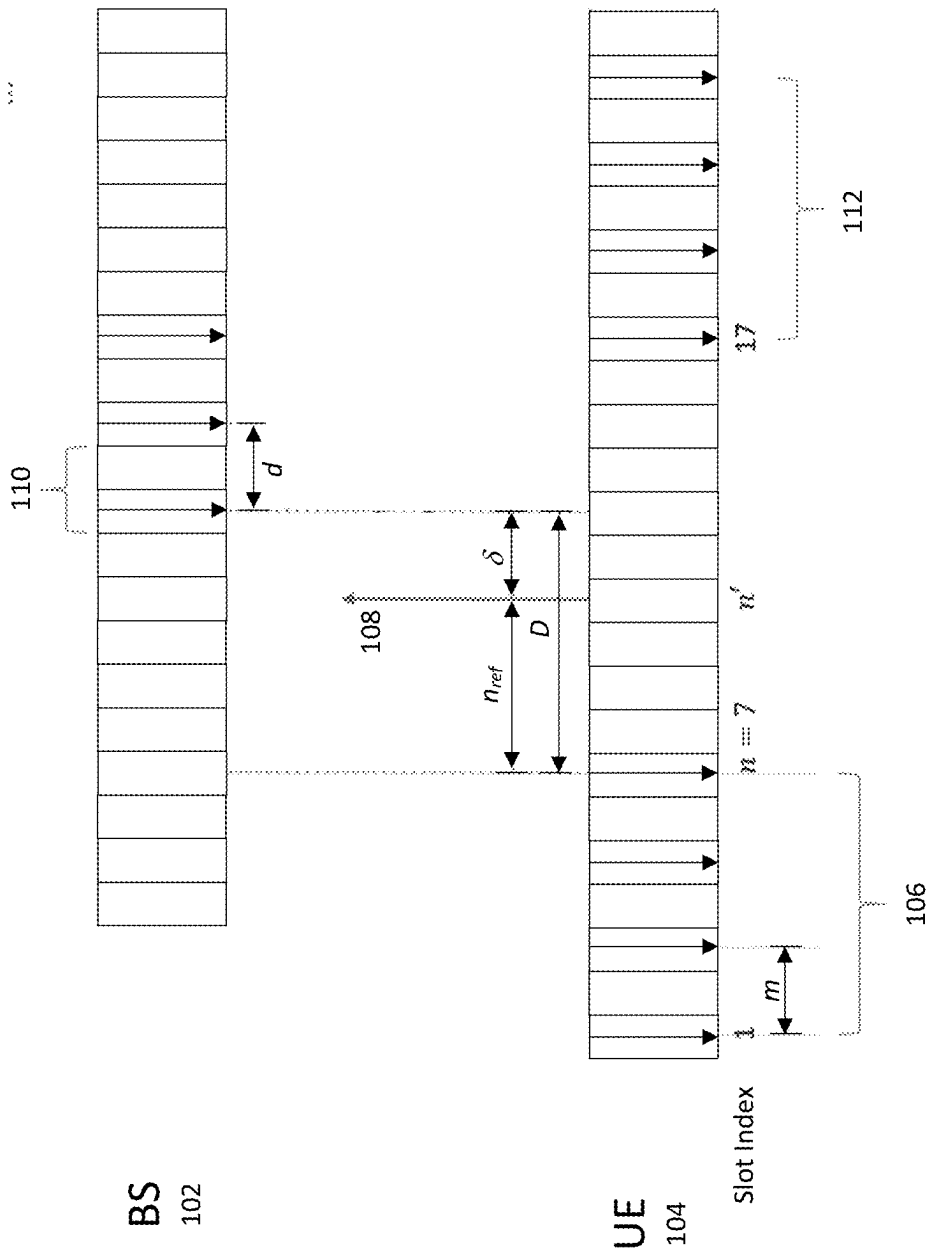 110
BS
102
d
108
δ
n_ref
D
UE
104
Slot Index
1
n = 7
n′
17
m
106
112